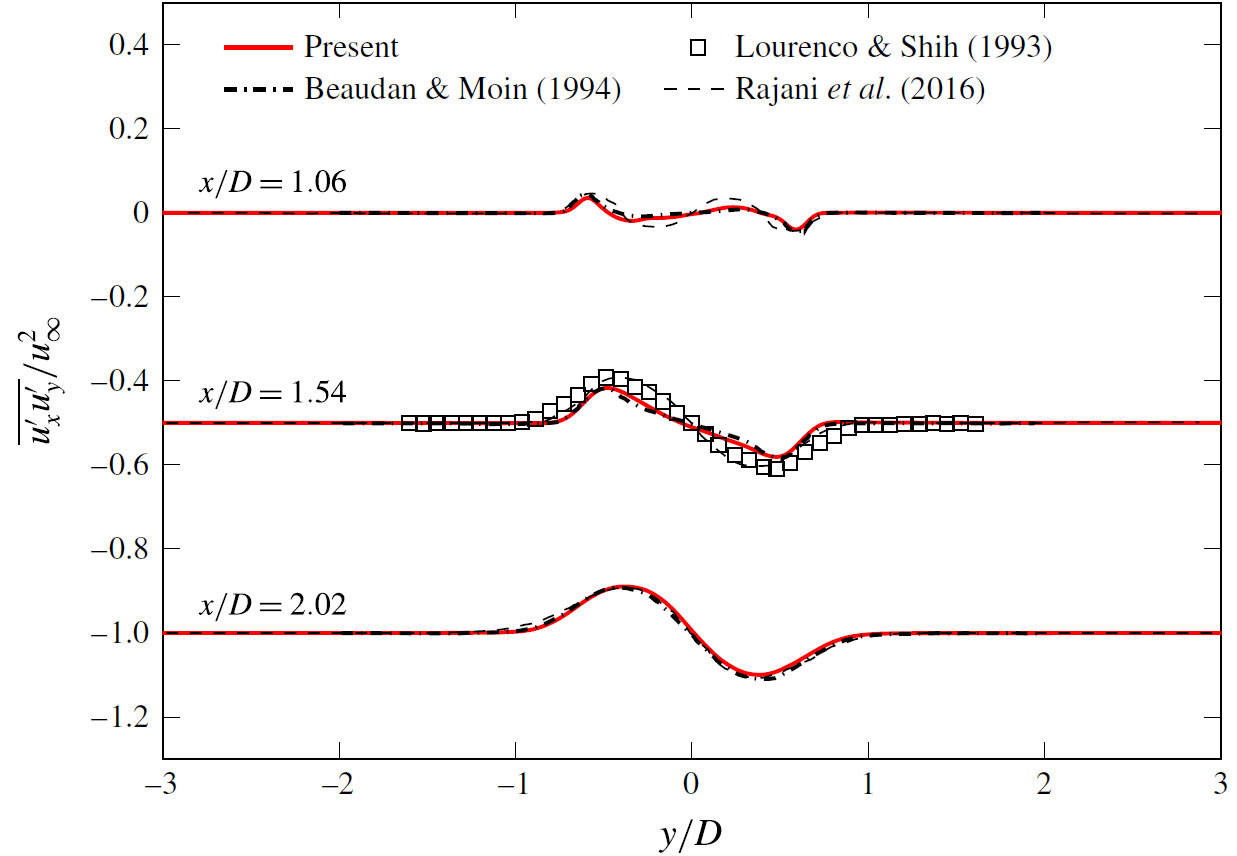 Present
Lourenco & Shih (1993)
Beaudan & Moin (1994)
Rajani et al. (2016)
0.4
0.2
x/D = 1.06
0
–0.2
–0.4
x/D = 1.54
–0.6
–0.8
x/D = 2.02
–1.0
–1.2
–3
–2
–1
0
1
2
3
y/D
u′ₓu′ᵧ/u²∞